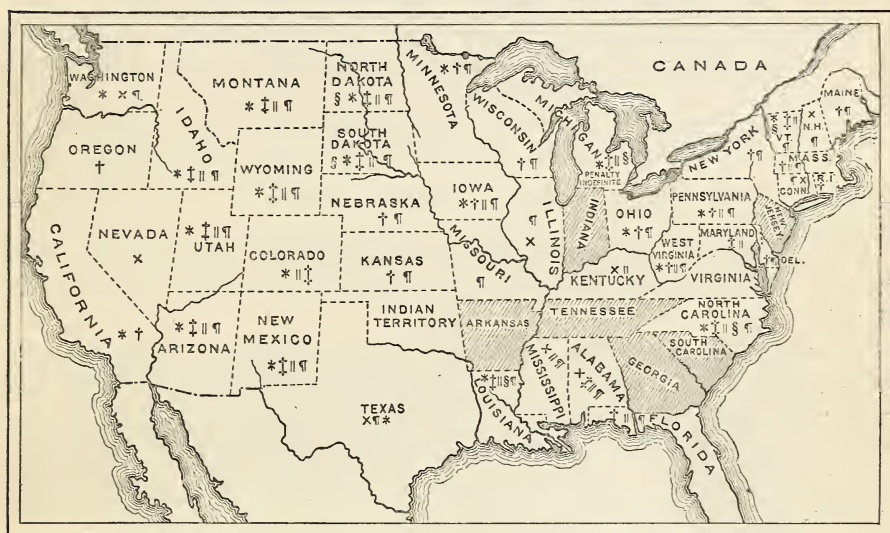 CANADA
WASHINGTON
* × ¶
OREGON
†
CALIFORNIA
* †
NEVADA
×
IDAHO
* ‡ ‖ ¶
MONTANA
* ‡ ‖ ¶
WYOMING
* ‡ ‖ ¶
* ‡ ‖ ¶
UTAH
COLORADO
* ‖ ‡
* ‡ ‖ ¶
ARIZONA
NEW
MEXICO
* ‡ ‖ ¶
NORTH
DAKOTA
§ * ‡ ‖ ¶
SOUTH
DAKOTA
§ * ‡ ‖ ¶
NEBRASKA
† ¶
KANSAS
† ¶
INDIAN
TERRITORY
TEXAS
× ¶ *
MINNESOTA
* † ¶
IOWA
* † ‖ ¶
MISSOURI
¶
ARKANSAS
* ‡ ‖ § ¶
LOUISIANA
WISCONSIN
† ¶
MICHIGAN
* ‡ ‖ §
PENALTY
INDEFINITE
ILLINOIS
¶
×
INDIANA
OHIO
* † ¶
KENTUCKY
× ‖
TENNESSEE
MISSISSIPPI
× ‖ ¶
ALABAMA
× ‡ ‖ ¶
GEORGIA
FLORIDA
† ‖ ¶
SOUTH
CAROLINA
NORTH
CAROLINA
* ‡ ‖ § ¶
VIRGINIA
WEST
VIRGINIA
* † ‖ ¶
MARYLAND
‡ ‖
DEL.
† ¶
PENNSYLVANIA
* † ‖ ¶
NEW
JERSEY
NEW YORK
† ¶
CONN.
¶ ×
R.I.
†
MASS.
† ‖ ¶
VT.
* ‡ ‖
§ ¶
×
N.H.
¶
MAINE
† ¶